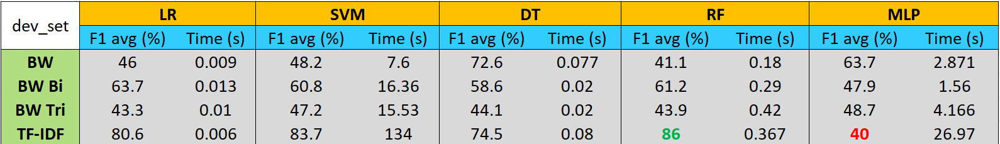 dev_set LR SVM DT RF MLP
F1 avg (%) Time (s) F1 avg (%) Time (s) F1 avg (%) Time (s) F1 avg (%) Time (s) F1 avg (%) Time (s)
BW 46 0.009 48.2 7.6 72.6 0.077 41.1 0.18 63.7 2.871
BW Bi 63.7 0.013 60.8 16.36 58.6 0.02 61.2 0.29 47.9 1.56
BW Tri 43.3 0.01 47.2 15.53 44.1 0.02 43.9 0.42 48.7 4.166
TF-IDF 80.6 0.006 83.7 134 74.5 0.08 86 0.367 40 26.97